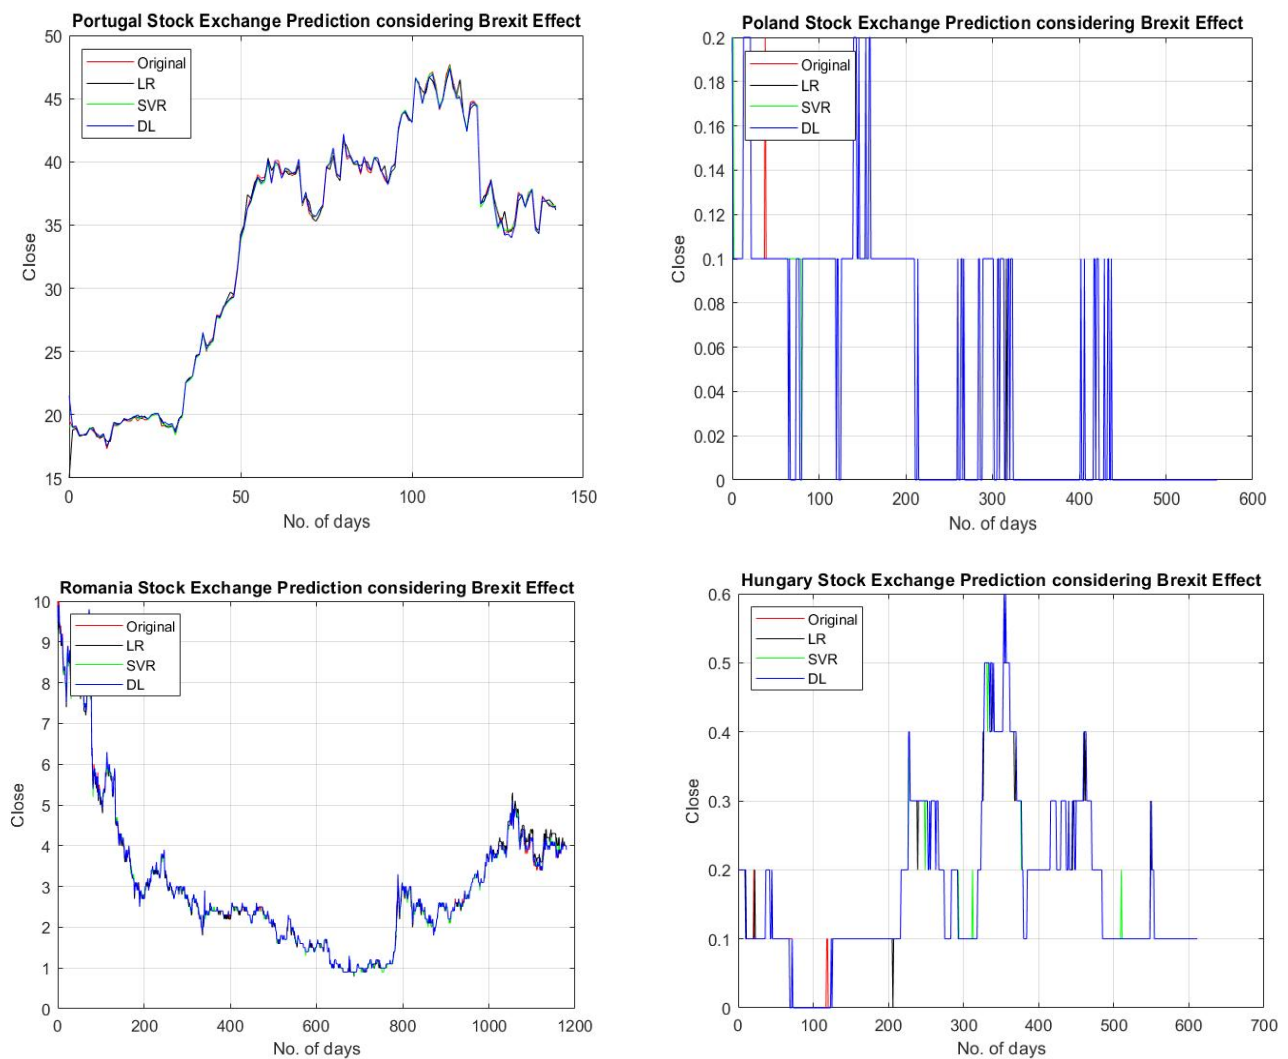 Portugal Stock Exchange Prediction considering Brexit Effect
50
45
40
35
30
25
20
15
Close
Original
LR
SVR
DL
0 50 100 150
No. of days
Poland Stock Exchange Prediction considering Brexit Effect
0.2
0.18
0.16
0.14
0.12
0.1
0.08
0.06
0.04
0.02
0
Close
Original
LR
SVR
DL
0 100 200 300 400 500 600
No. of days
Romania Stock Exchange Prediction considering Brexit Effect
10
9
8
7
6
5
4
3
2
1
0
Close
Original
LR
SVR
DL
0 200 400 600 800 1000 1200
No. of days
Hungary Stock Exchange Prediction considering Brexit Effect
0.6
0.5
0.4
0.3
0.2
0.1
0
Close
Original
LR
SVR
DL
0 100 200 300 400 500 600 700
No. of days